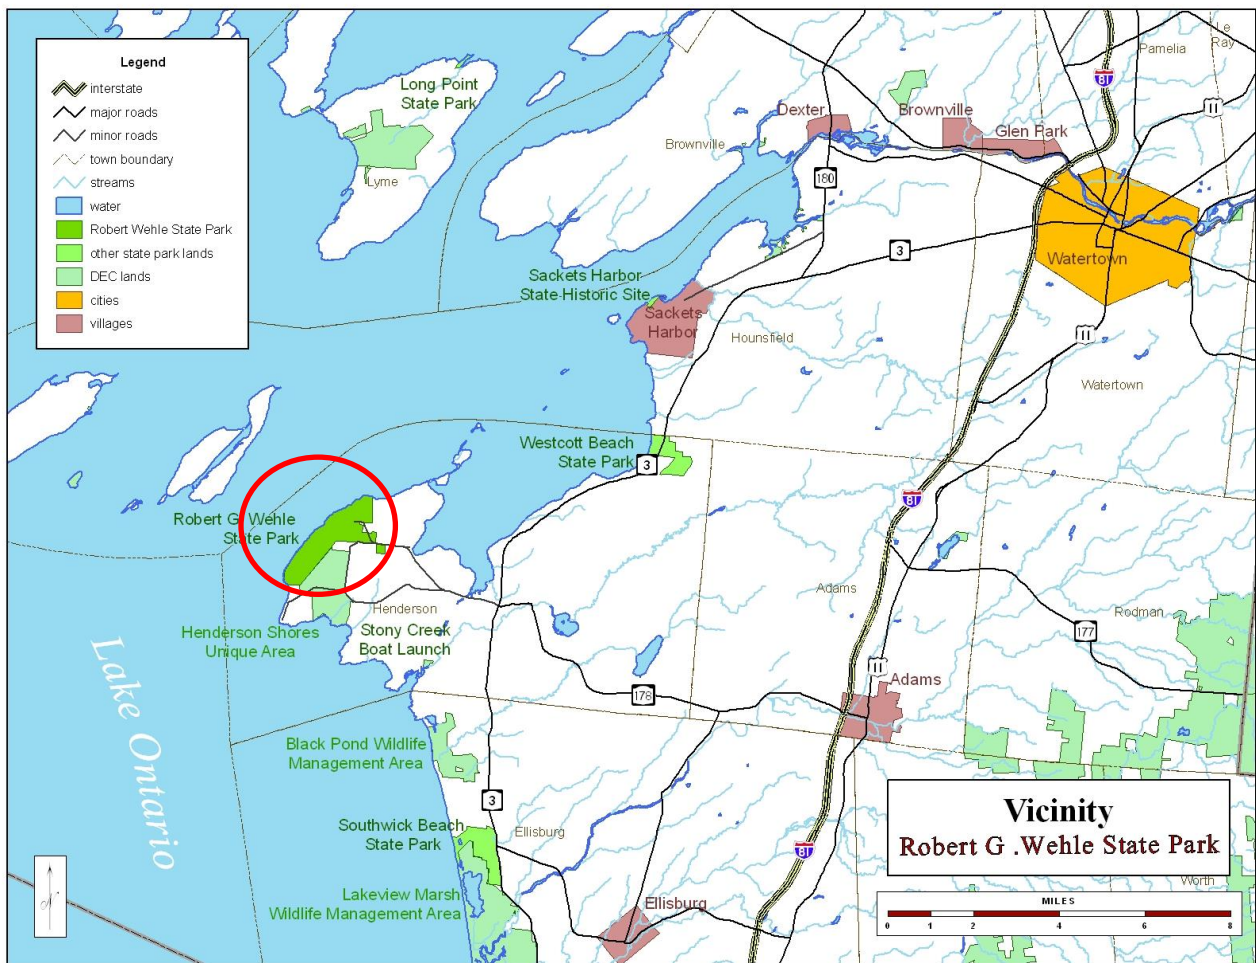 Legend
interstate
major roads
minor roads
town boundary
streams
water
Robert Wehle State Park
other state park lands
DEC lands
cities
villages
Long Point
State Park
Lyme
Brownville
Dexter
Brownville
Glen Park
Pamelia
Le
Ray
81
11
180
3
Watertown
Sackets Harbor
State Historic Site
Sackets
Harbor
Hounsfield
11
Watertown
Westcott Beach
State Park
3
81
Robert G. Wehle
State Park
Henderson
Henderson Shores
Unique Area
Stony Creek
Boat Launch
Adams
Rodman
177
11
Adams
178
Lake Ontario
Black Pond Wildlife
Management Area
3
Southwick Beach
State Park
Ellisburg
81
Lakeview Marsh
Wildlife Management Area
Ellisburg
Vicinity
Robert G .Wehle State Park
Worth
MILES
0 1 2 4 6 8
N